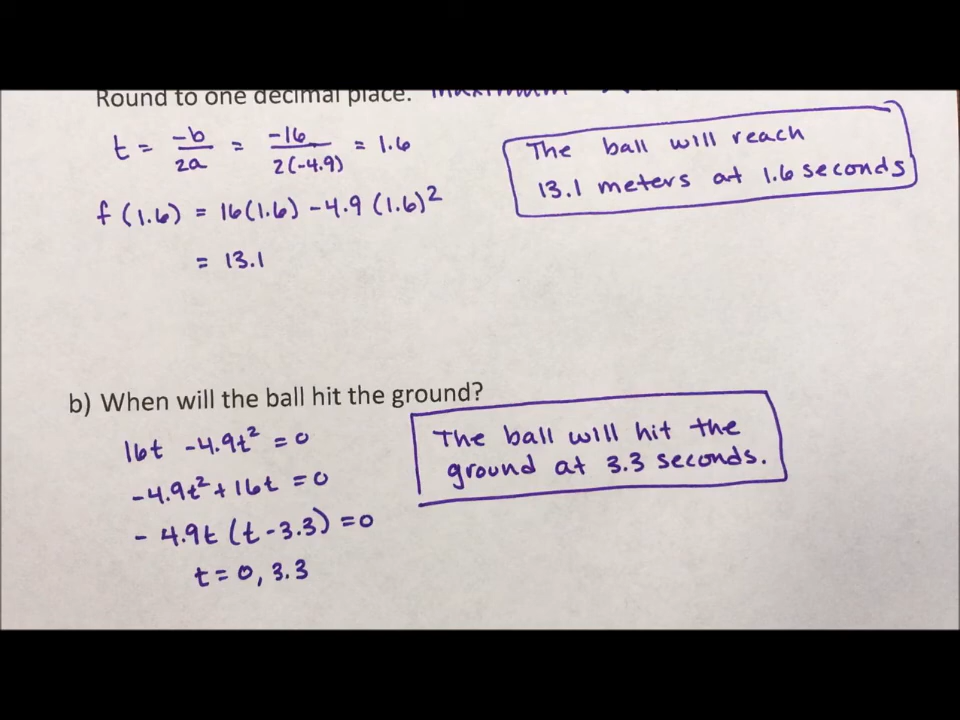 Round to one decimal place. maximum
t = -b/2a = -16/2(-4.9) = 1.6
The ball will reach
13.1 meters at 1.6 seconds
f(1.6) = 16(1.6) - 4.9(1.6)²
= 13.1
b) When will the ball hit the ground?
16t - 4.9t² = 0
-4.9t² + 16t = 0
-4.9t(t - 3.3) = 0
t = 0, 3.3
The ball will hit the
ground at 3.3 seconds.